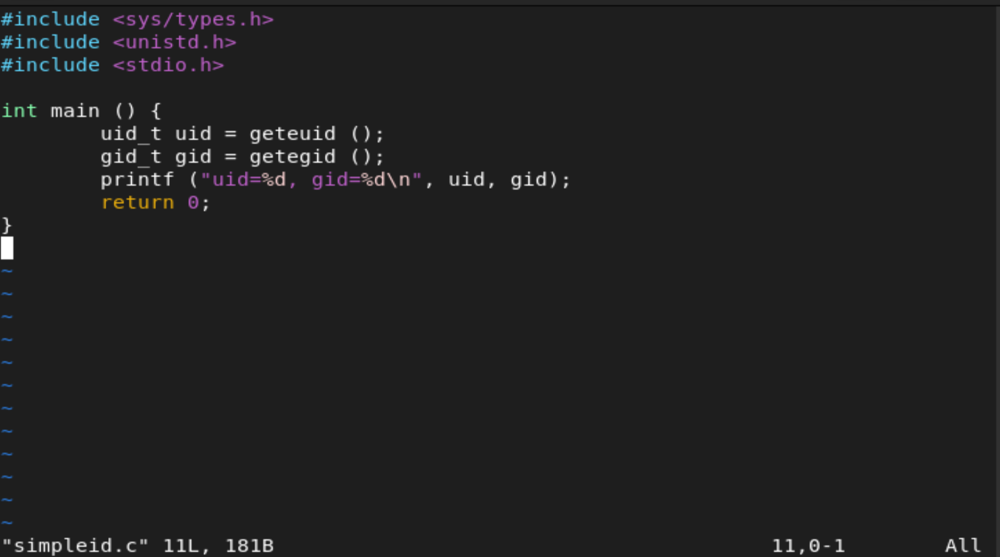 #include <sys/types.h>
#include <unistd.h>
#include <stdio.h>

int main () {
        uid_t uid = geteuid ();
        gid_t gid = getegid ();
        printf ("uid=%d, gid=%d\n", uid, gid);
        return 0;
}

~
~
~
~
~
~
~
~
~
~
~
~
"simpleid.c" 11L, 181B 11,0-1 All